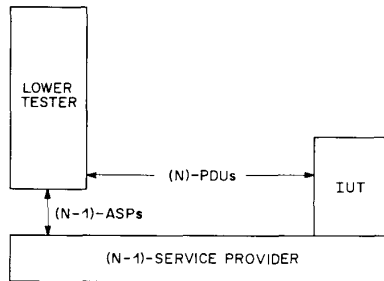 LOWER
TESTER
(N)-PDUs
IUT
(N-1)-ASPs
(N-1)-SERVICE PROVIDER